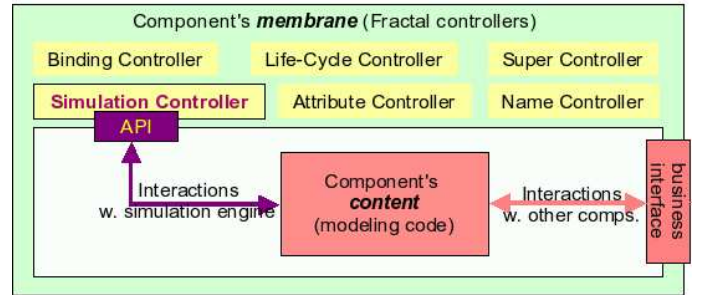 Component's membrane (Fractal controllers)
Binding Controller
Life-Cycle Controller
Super Controller
Simulation Controller
Attribute Controller
Name Controller
API
Interactions
w. simulation engine
Component's
content
(modeling code)
Interactions
w. other comps.
business
interface